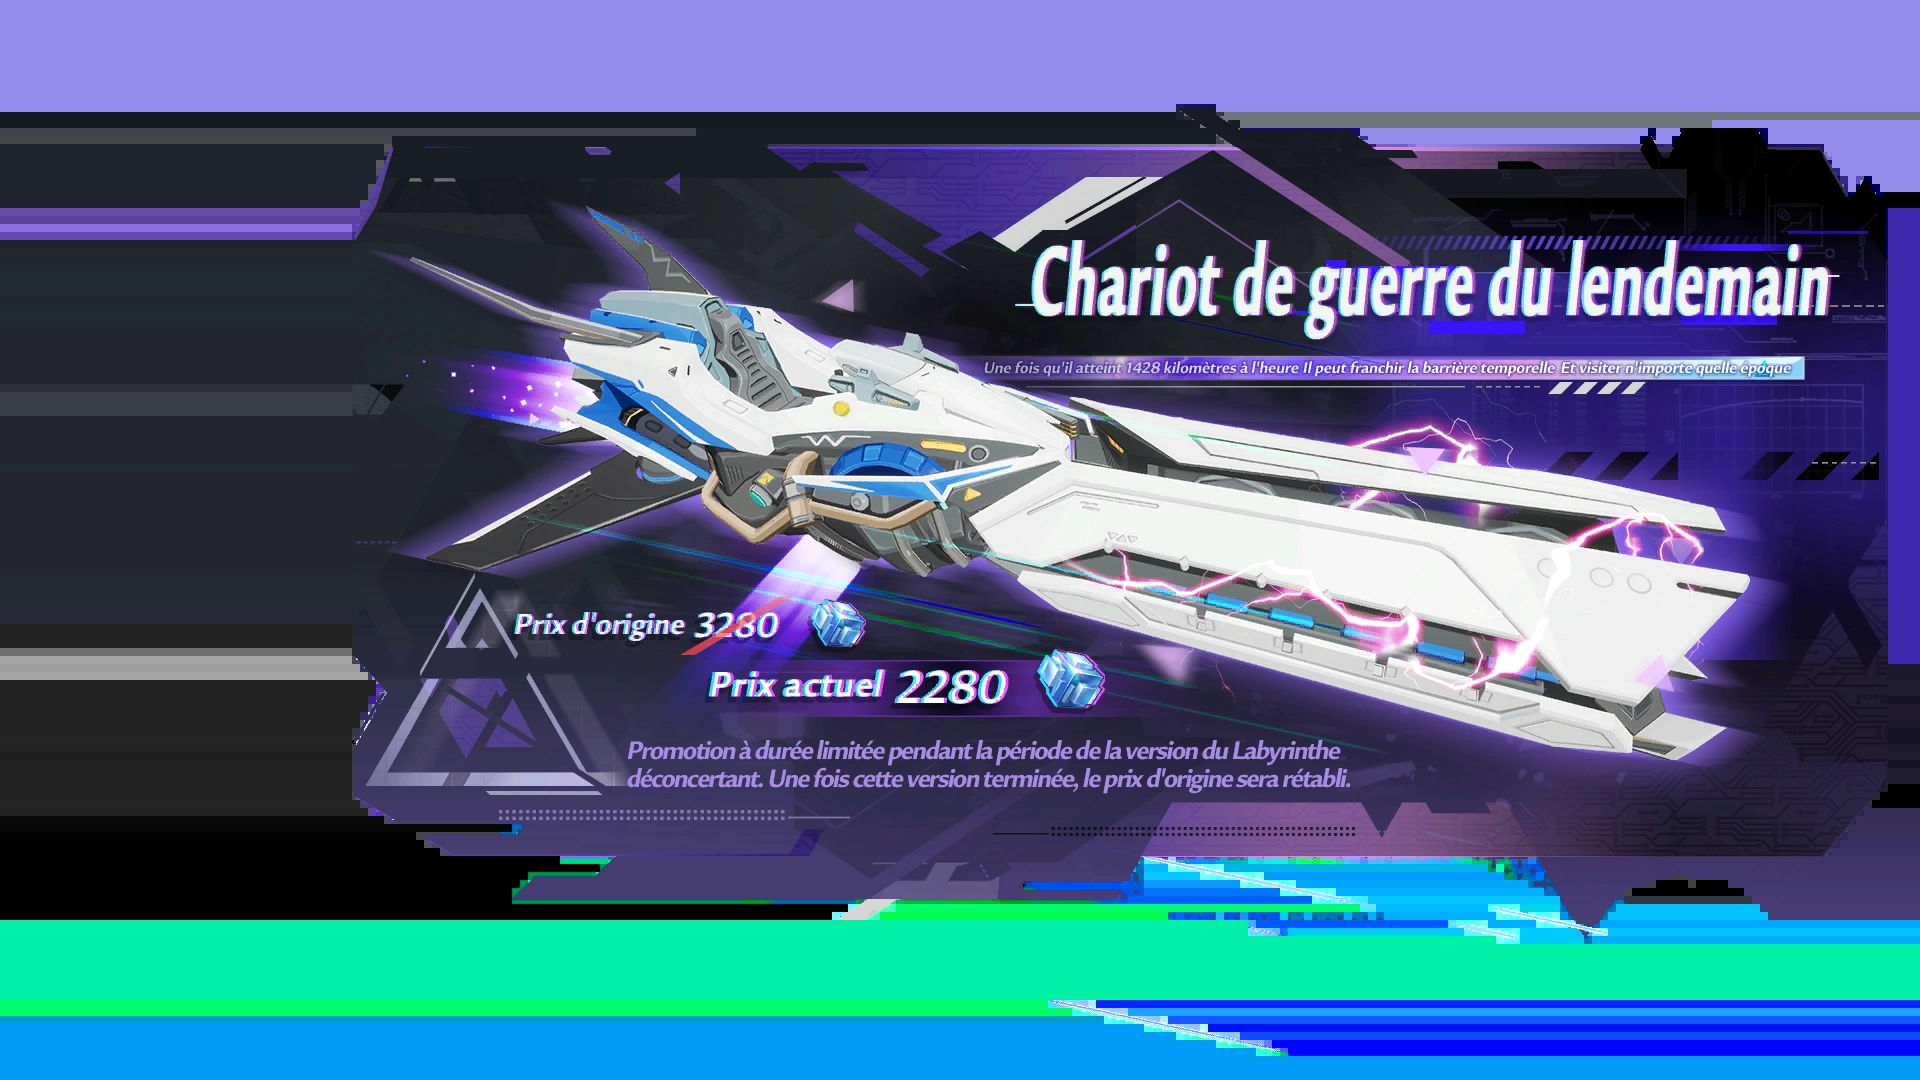 Chariot de guerre du lendemain
Une fois qu'il atteint 1428 kilomètres à l'heure Il peut franchir la barrière temporelle Et visiter n'importe quelle époque
Prix d'origine 3280
Prix actuel 2280
Promotion à durée limitée pendant la période de la version du Labyrinthe
déconcertant. Une fois cette version terminée, le prix d'origine sera rétabli.